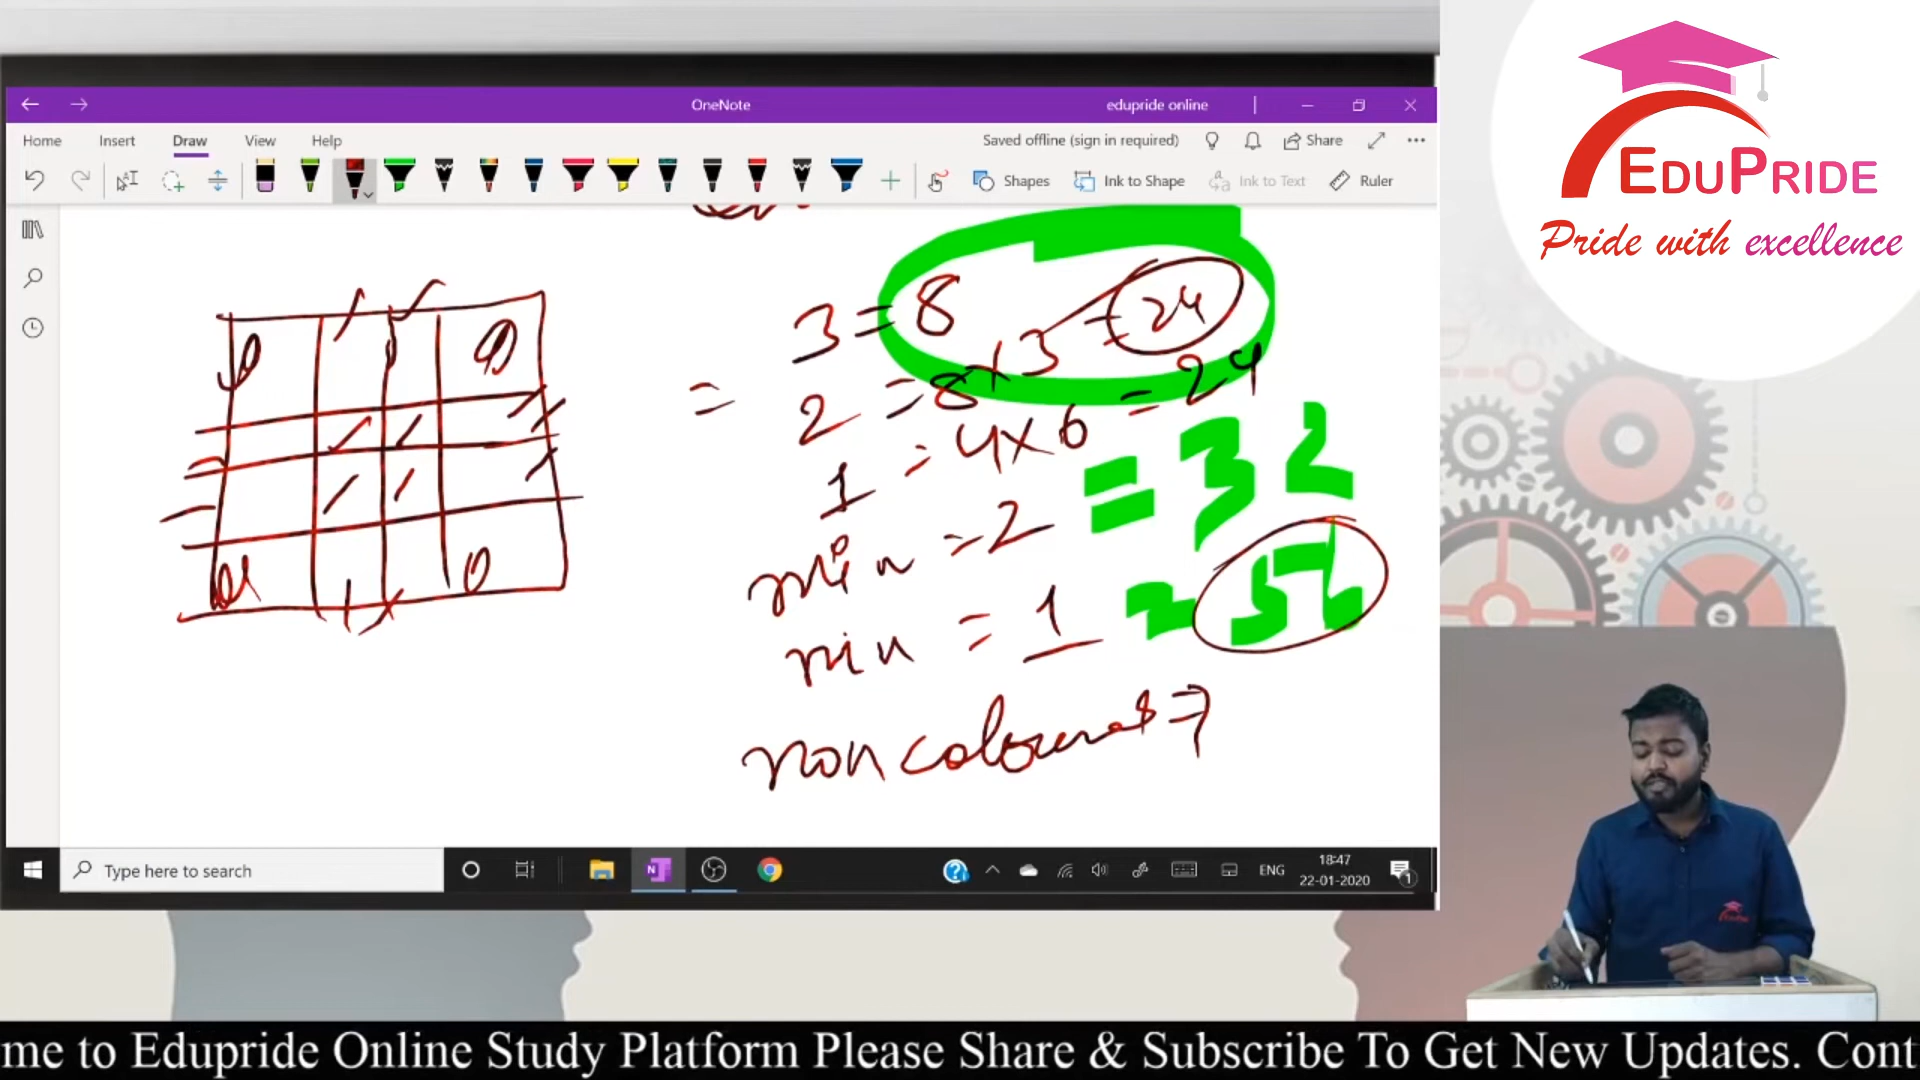 OneNote
edupride online
Home Insert Draw View Help
Saved offline (sign in required)
Share
Shapes
Ink to Shape
Ink to Text
Ruler
3 = 8
2 = 8 × 3 = 24
1 = 4 × 6 = 24
min = 2 = 32
min = 1 = 56
non coloured ⇒
Type here to search
ENG
18:47
22-01-2020
1
EDUPRIDE
Pride with excellence
me to Edupride Online Study Platform Please Share & Subscribe To Get New Updates. Cont